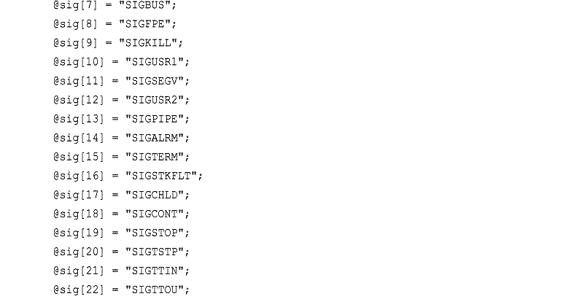 @sig[7] = "SIGBUS";
@sig[8] = "SIGFPE";
@sig[9] = "SIGKILL";
@sig[10] = "SIGUSR1";
@sig[11] = "SIGSEGV";
@sig[12] = "SIGUSR2";
@sig[13] = "SIGPIPE";
@sig[14] = "SIGALRM";
@sig[15] = "SIGTERM";
@sig[16] = "SIGSTKFLT";
@sig[17] = "SIGCHLD";
@sig[18] = "SIGCONT";
@sig[19] = "SIGSTOP";
@sig[20] = "SIGTSTP";
@sig[21] = "SIGTTIN";
@sig[22] = "SIGTTOU";